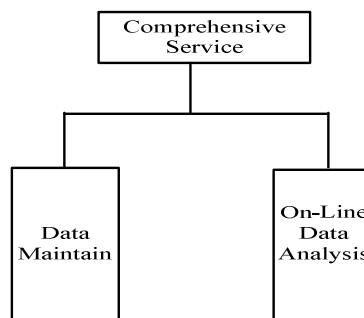 Comprehensive
Service
Data
Maintain
On-Line
Data
Analysis